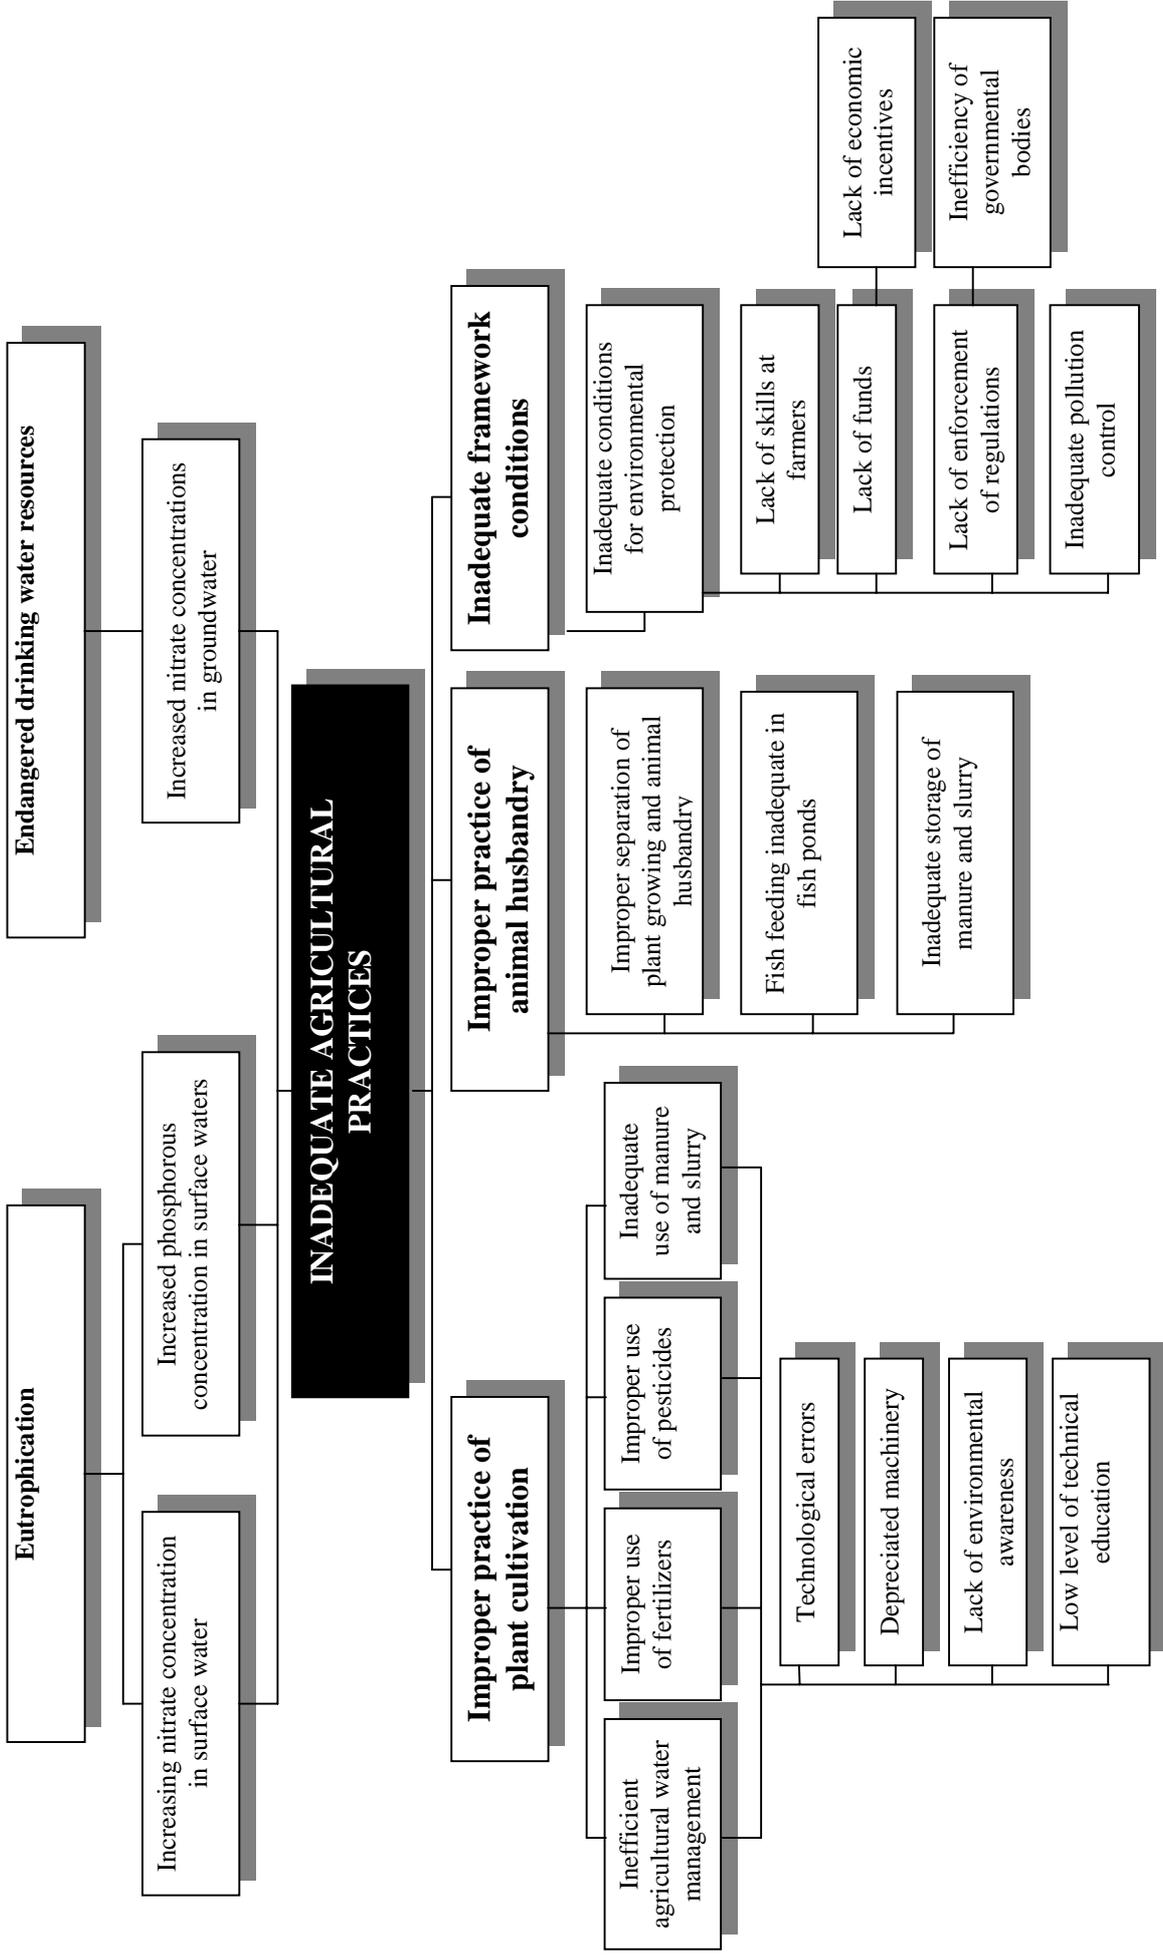 Eutrophication
Endangered drinking water resources
Increasing nitrate concentration
in surface water
Increased phosphorous
concentration in surface waters
Increased nitrate concentrations
in groundwater
INADEQUATE AGRICULTURAL
PRACTICES
Improper practice of
plant cultivation
Improper practice of
animal husbandry
Inadequate framework
conditions
Inefficient
agricultural water
management
Improper use
of fertilizers
Improper use
of pesticides
Inadequate
use of manure
and slurry
Technological errors
Depreciated machinery
Lack of environmental
awareness
Low level of technical
education
Improper separation of
plant growing and animal
husbandry
Fish feeding inadequate in
fish ponds
Inadequate storage of
manure and slurry
Inadequate conditions
for environmental
protection
Lack of skills at
farmers
Lack of funds
Lack of enforcement
of regulations
Inadequate pollution
control
Lack of economic
incentives
Inefficiency of
governmental
bodies